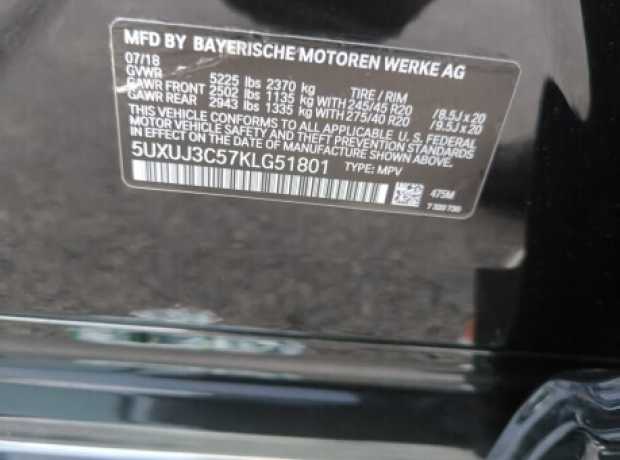 MFD BY BAYERISCHE MOTOREN WERKE AG
07/18
GVWR 5225 lbs 2370 kg TIRE / RIM
GAWR FRONT 2502 lbs 1135 kg WITH 245/45 R20 /8.5J x 20
GAWR REAR 2943 lbs 1335 kg WITH 275/40 R20 /9.5J x 20
THIS VEHICLE CONFORMS TO ALL APPLICABLE U.S. FEDERAL
MOTOR VEHICLE SAFETY AND THEFT PREVENTION STANDARDS
IN EFFECT ON THE DATE OF MANUFACTURE SHOWN ABOVE.
5UXUJ3C57KLG51801 TYPE: MPV
475M